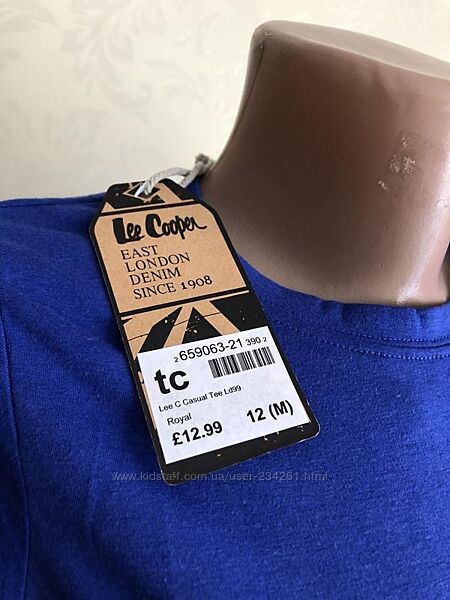 Lee Cooper
EAST
LONDON
DENIM
SINCE 1908
2 659063-21 390 2
tc
Lee C Casual Tee Ld99
Royal
£12.99 12 (M)
www.kidstaff.com.ua/user-234261.html